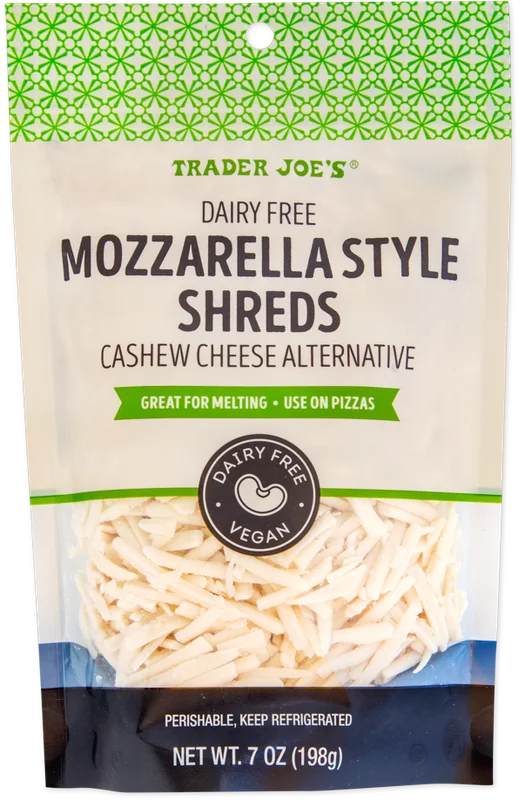 TRADER JOE'S®
DAIRY FREE
MOZZARELLA STYLE
SHREDS
CASHEW CHEESE ALTERNATIVE
GREAT FOR MELTING • USE ON PIZZAS
DAIRY FREE
• VEGAN •
PERISHABLE, KEEP REFRIGERATED
NET WT. 7 OZ (198g)